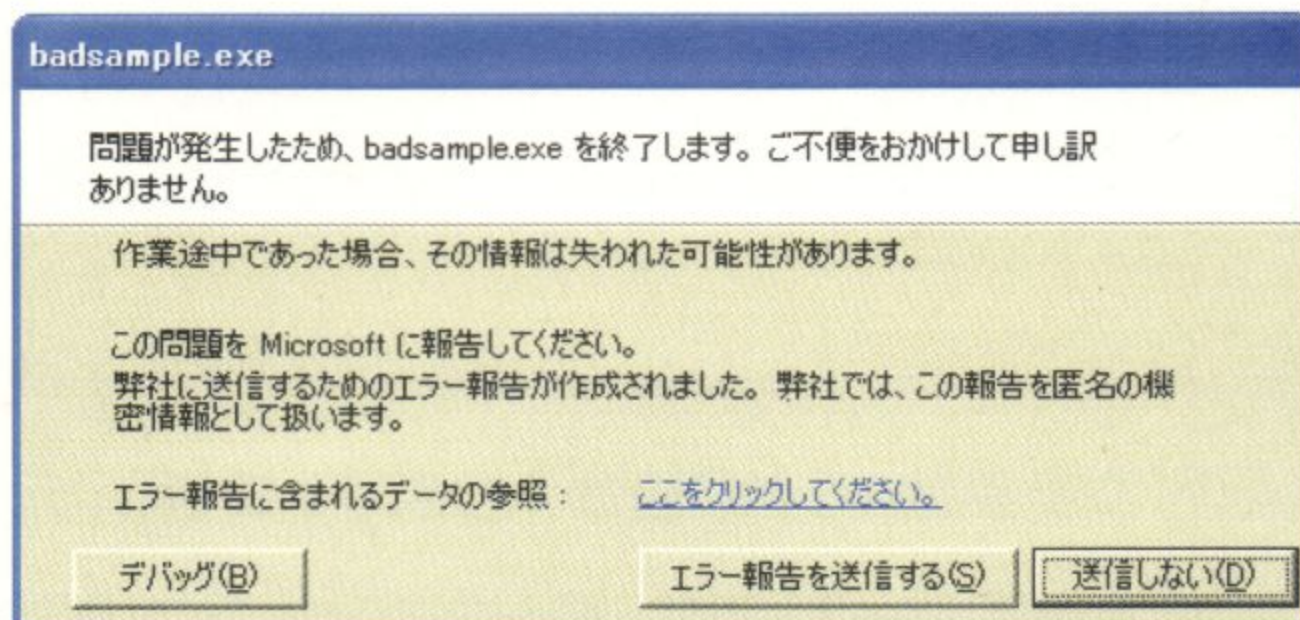 badsample.exe
問題が発生したため、badsample.exe を終了します。ご不便をおかけして申し訳
ありません。
作業途中であった場合、その情報は失われた可能性があります。
この問題を Microsoft に報告してください。
弊社に送信するためのエラー報告が作成されました。弊社では、この報告を匿名の機
密情報として扱います。
エラー報告に含まれるデータの参照： ここをクリックしてください。
デバッグ(B) エラー報告を送信する(S) 送信しない(D)